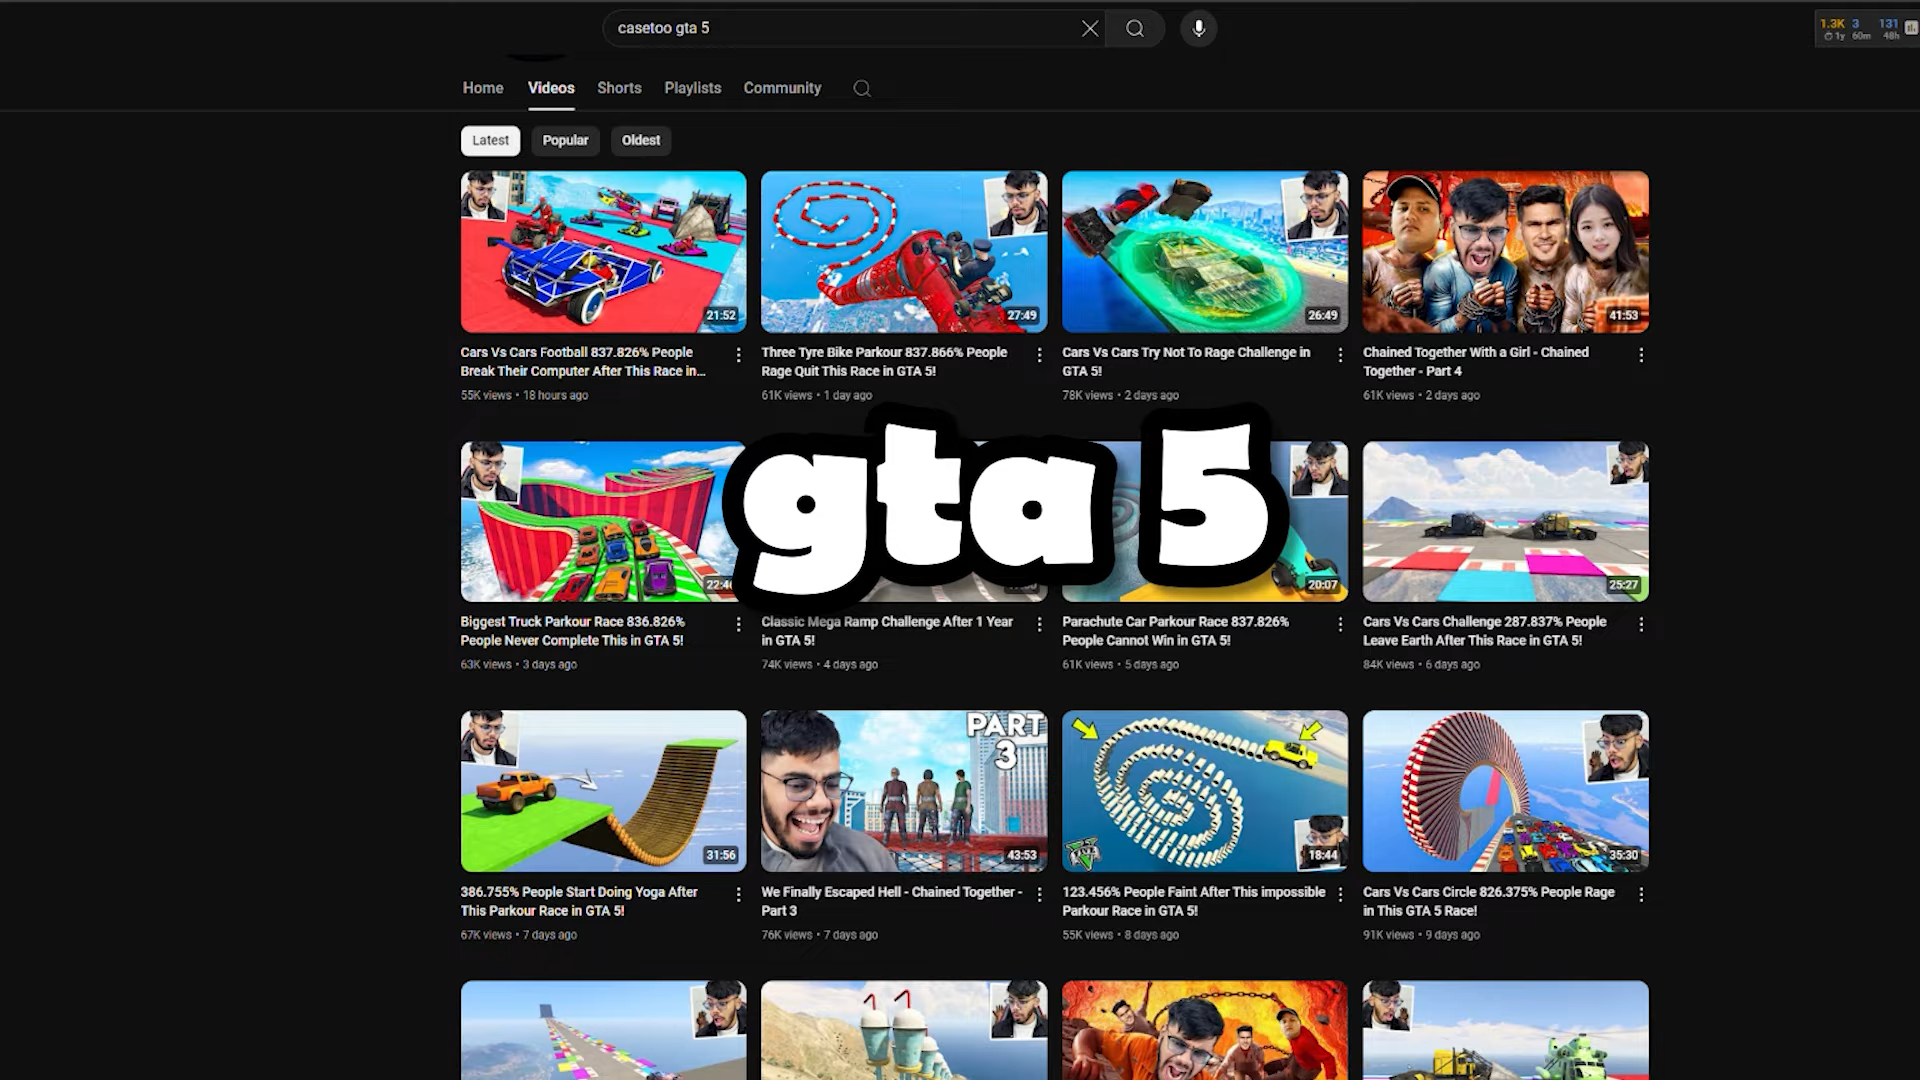 casetoo gta 5
1.3K 3 131
1y 60m 48h
Home Videos Shorts Playlists Community
Latest Popular Oldest
21:52
27:49
26:49
41:53
Cars Vs Cars Football 837.826% People
Break Their Computer After This Race in...
55K views • 18 hours ago
Three Tyre Bike Parkour 837.866% People
Rage Quit This Race in GTA 5!
61K views • 1 day ago
Cars Vs Cars Try Not To Rage Challenge in
GTA 5!
78K views • 2 days ago
Chained Together With a Girl - Chained
Together - Part 4
61K views • 2 days ago
gta 5
20:07
25:27
Biggest Truck Parkour Race 836.826%
People Never Complete This in GTA 5!
63K views • 3 days ago
Classic Mega Ramp Challenge After 1 Year
in GTA 5!
74K views • 4 days ago
Parachute Car Parkour Race 837.826%
People Cannot Win in GTA 5!
61K views • 5 days ago
Cars Vs Cars Challenge 287.837% People
Leave Earth After This Race in GTA 5!
84K views • 6 days ago
PART
3
31:56
43:53
FIVE
18:44
35:30
386.755% People Start Doing Yoga After
This Parkour Race in GTA 5!
67K views • 7 days ago
We Finally Escaped Hell - Chained Together -
Part 3
76K views • 7 days ago
123.456% People Faint After This impossible
Parkour Race in GTA 5!
55K views • 8 days ago
Cars Vs Cars Circle 826.375% People Rage
in This GTA 5 Race!
91K views • 9 days ago